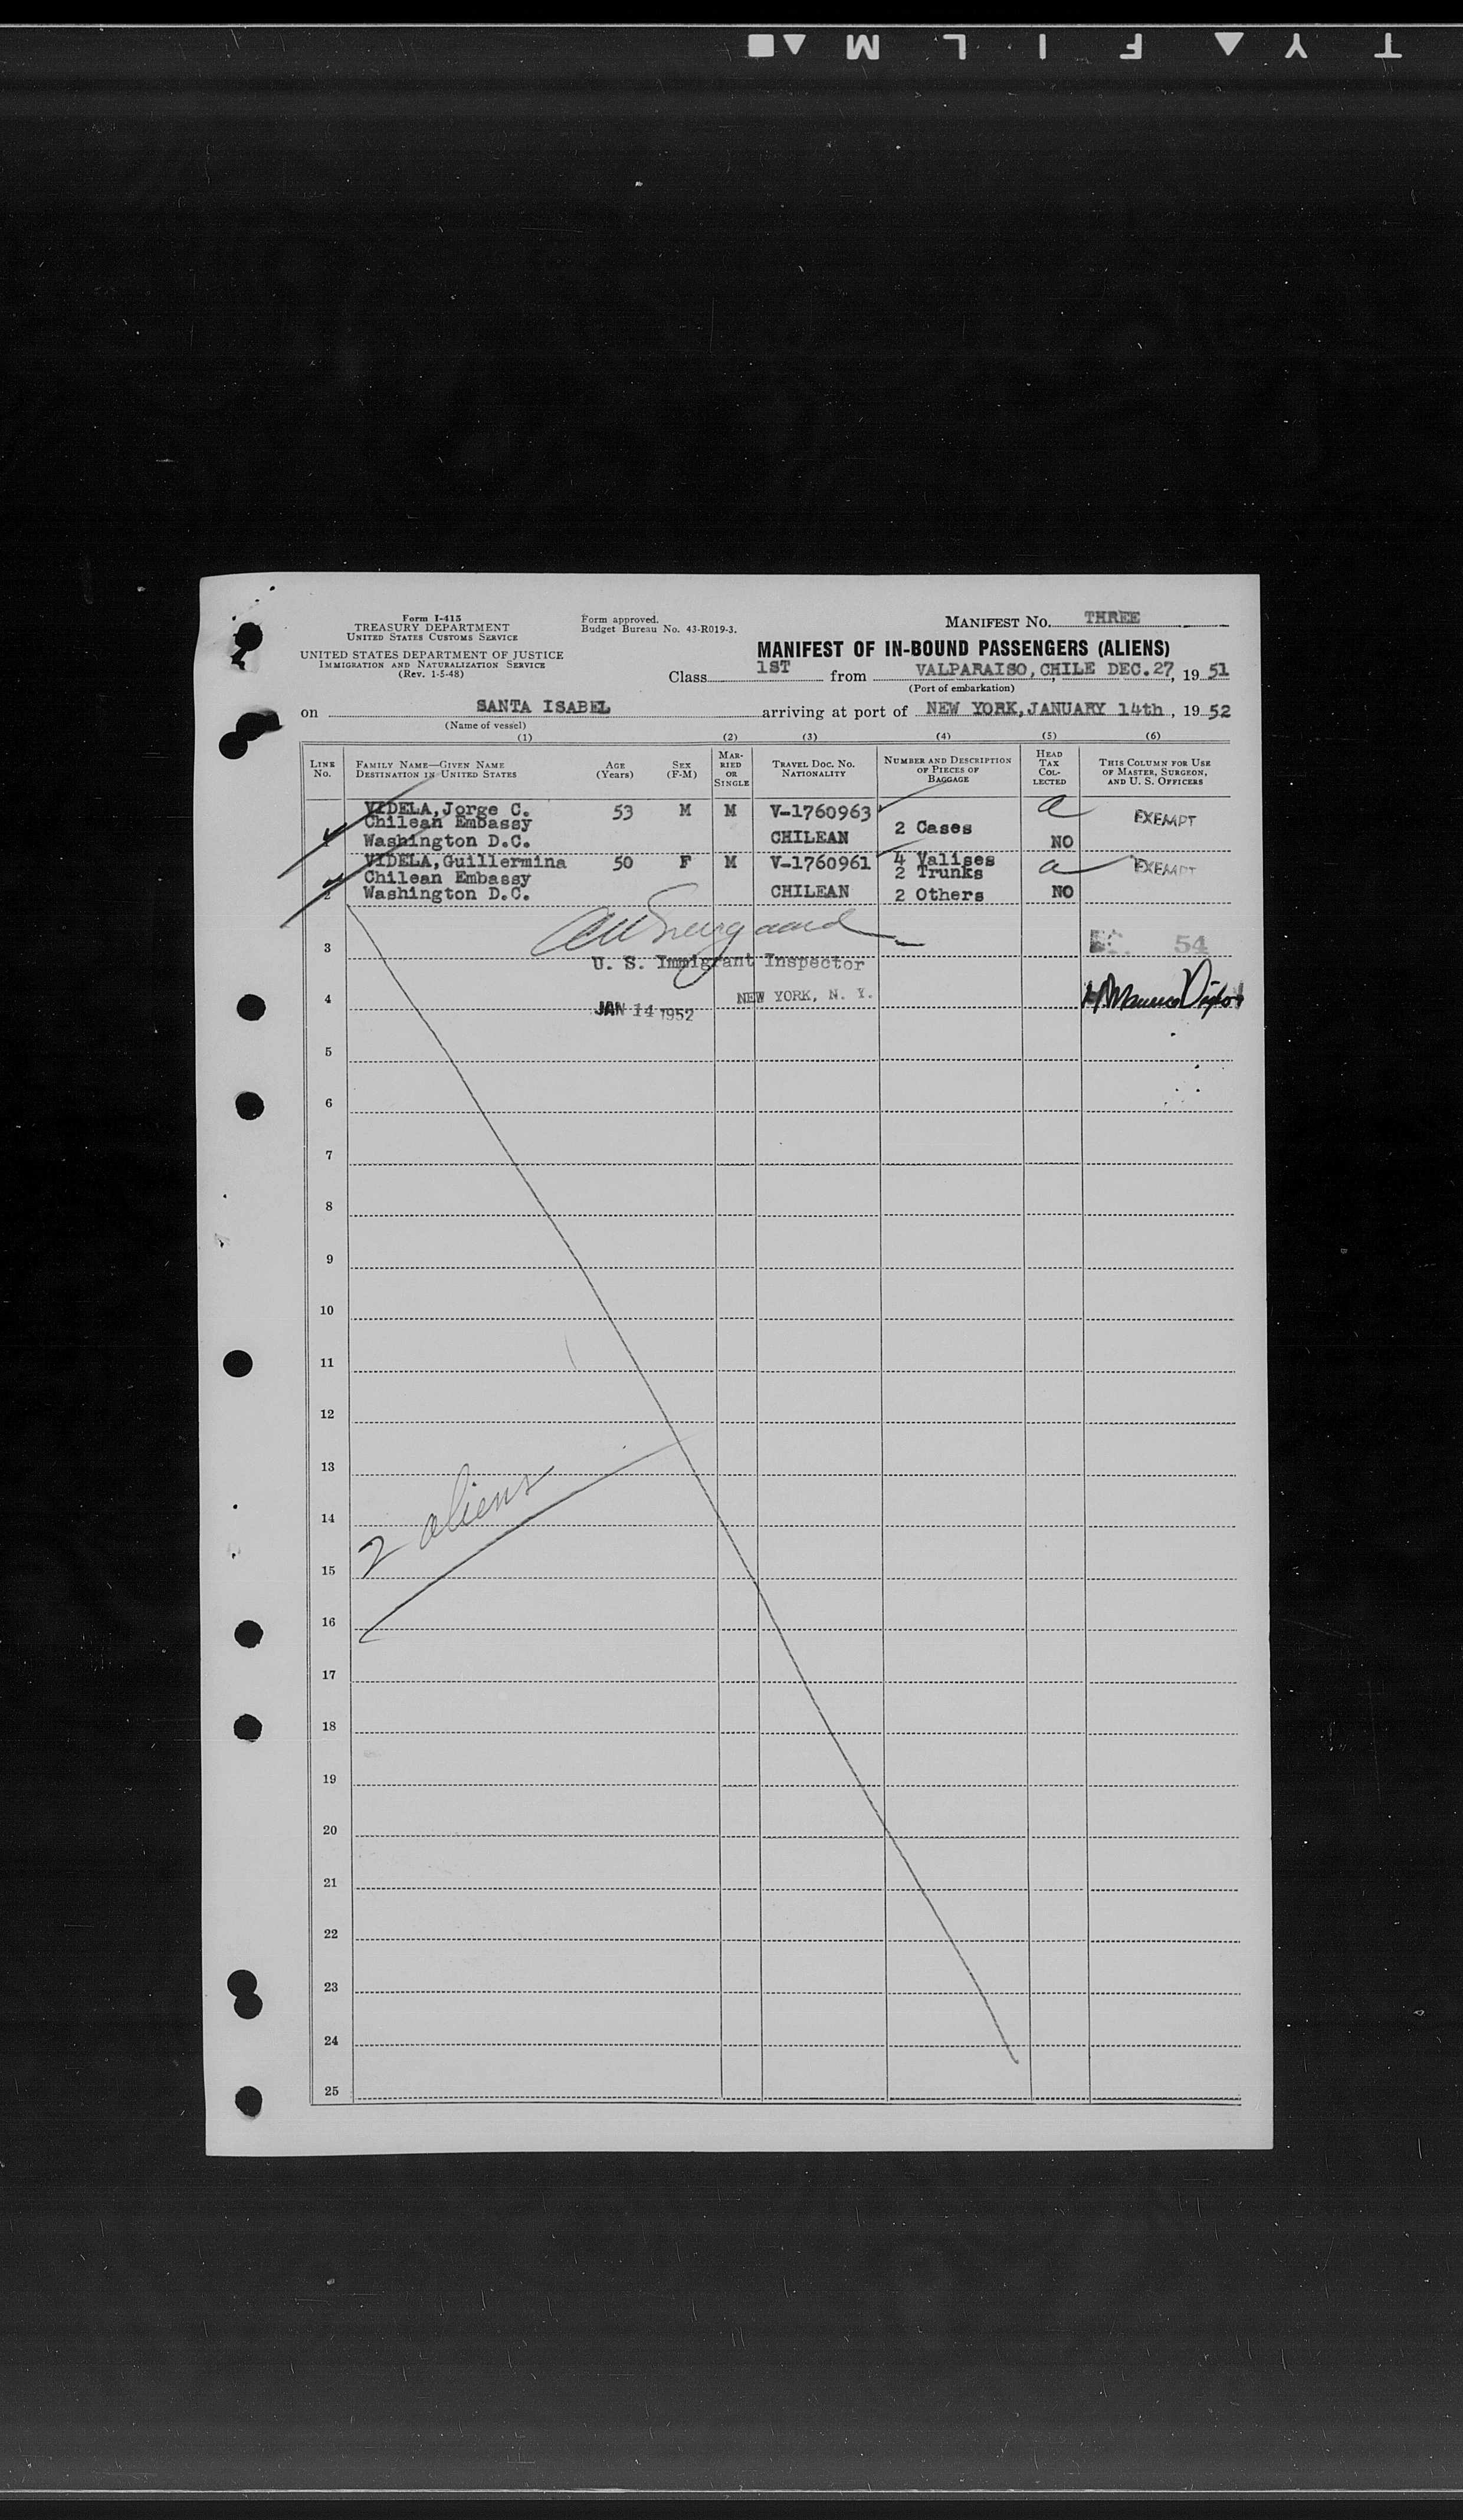 Form I-415
TREASURY DEPARTMENT
UNITED STATES CUSTOMS SERVICE
UNITED STATES DEPARTMENT OF JUSTICE
IMMIGRATION AND NATURALIZATION SERVICE
(Rev. 1-5-48)
Form approved.
Budget Bureau No. 43-R019-3.
MANIFEST NO. THREE
MANIFEST OF IN-BOUND PASSENGERS (ALIENS)
Class 1ST from VALPARAISO, CHILE DEC. 27, 19 51
(Port of embarkation)
on SANTA ISABEL arriving at port of NEW YORK, JANUARY 14th, 19 52
(Name of vessel)
(1) (2) (3) (4) (5) (6)
LINE NO.
FAMILY NAME—GIVEN NAME
DESTINATION IN UNITED STATES
AGE (Years)
SEX (F-M)
MARRIED OR SINGLE
TRAVEL DOC. NO. NATIONALITY
NUMBER AND DESCRIPTION OF PIECES OF BAGGAGE
HEAD TAX COLLECTED
THIS COLUMN FOR USE OF MASTER, SURGEON, AND U. S. OFFICERS
VIDELA, Jorge C. 53 M M V-1760963 a EXEMPT
Chilean Embassy 2 Cases
1 Washington D.C. CHILEAN NO
VIDELA, Guillermina 50 F M V-1760961 4 Valises a EXEMPT
Chilean Embassy 2 Trunks
2 Washington D.C. CHILEAN 2 Others NO
3 54
U. S. Immigrant Inspector
4 NEW YORK, N. Y.
JAN 14 1952
5
6
7
8
9
10
11
12
13
2 aliens
14
15
16
17
18
19
20
21
22
23
24
25